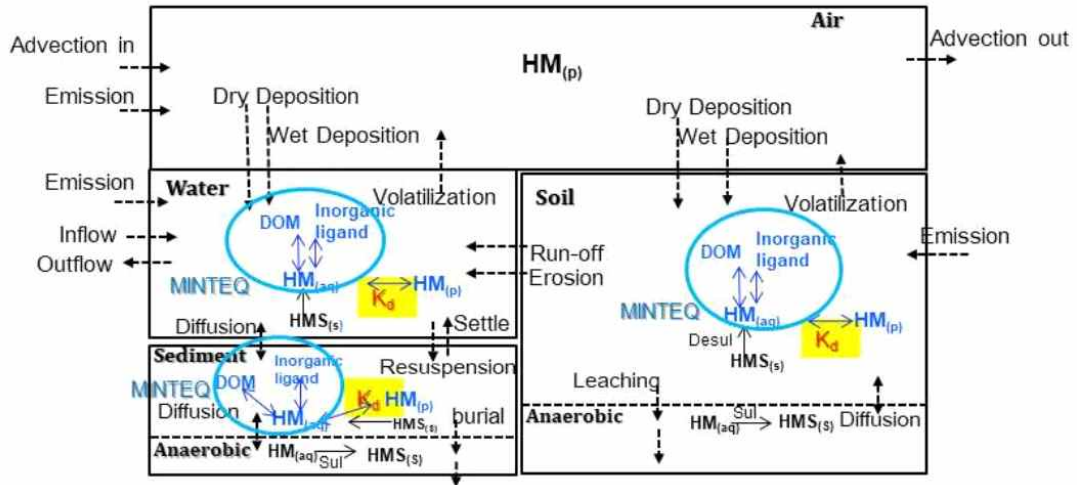 Air
Advection in
HM(p)
Advection out
Emission
Dry Deposition
Wet Deposition
Dry Deposition
Wet Deposition
Emission
Water
Volatilization
Soil
Volatilization
DOM
Inorganic
ligand
Inflow
Outflow
Run-off
Erosion
DOM
Inorganic
ligand
Emission
MINTEQ
HM(aq)
Kd
HM(p)
MINTEQ
HM(aq)
Kd
HM(p)
HMS(s)
Diffusion
Settle
Desul
HMS(s)
Sediment
Resuspension
MINTEQ
DOM
Inorganic
ligand
Kd
HM(p)
Leaching
Diffusion
HM(aq)
HMS(s)
burial
Anaerobic
HM(aq)
Sul
HMS(S)
Diffusion
Anaerobic
HM(aq)
Sul
HMS(S)